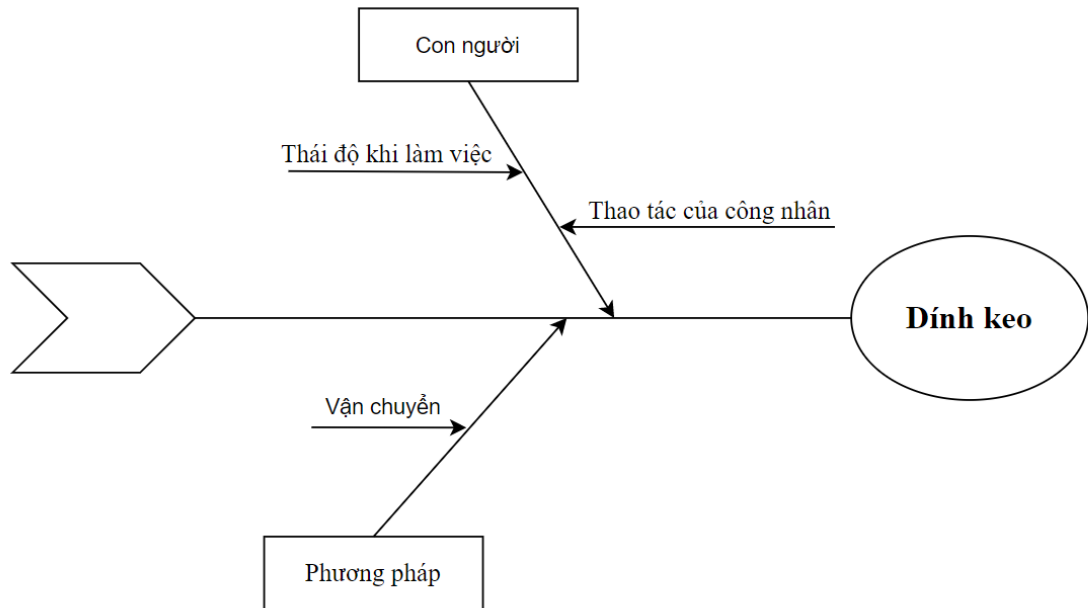 Con người
Thái độ khi làm việc
Thao tác của công nhân
Dính keo
Vận chuyển
Phương pháp